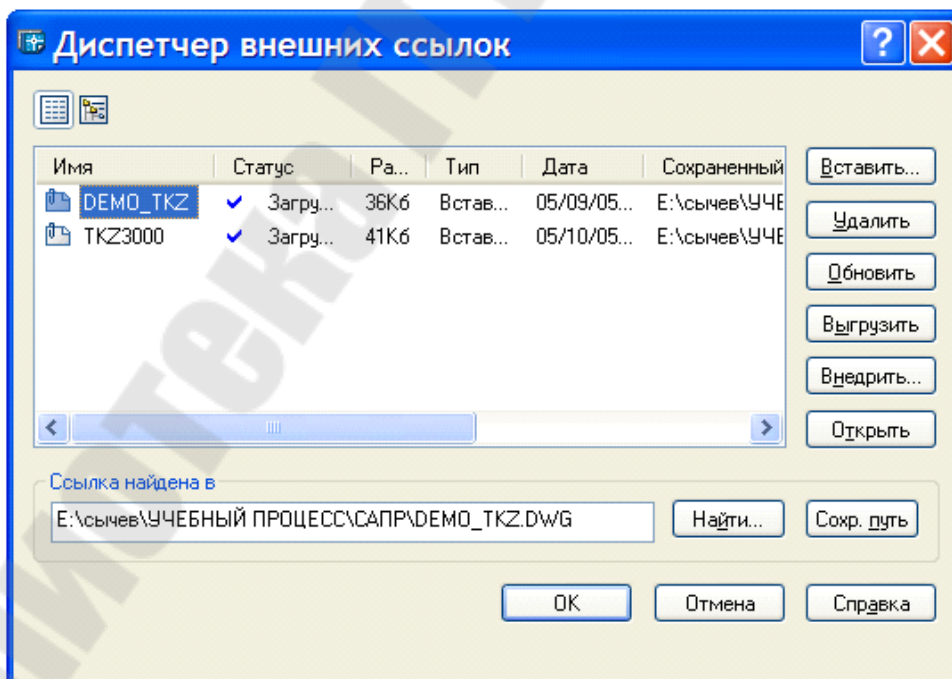 Диспетчер внешних ссылок
Имя Статус Ра... Тип Дата Сохраненный
DEMO_TKZ Загру... 36Кб Встав... 05/09/05... E:\сычев\УЧЕ
TKZ3000 Загру... 41Кб Встав... 05/10/05... E:\сычев\УЧЕ
Вставить...
Удалить
Обновить
Выгрузить
Внедрить...
Открыть
Ссылка найдена в
E:\сычев\УЧЕБНЫЙ ПРОЦЕСС\САПР\DEMO_TKZ.DWG
Найти... Сохр. путь
OK Отмена Справка